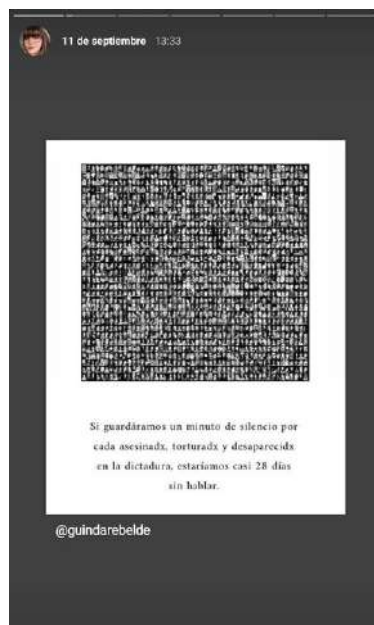 11 de septiembre 13:33
Si guardáramos un minuto de silencio por
cada asesinadx, torturadx y desaparecidx
en la dictadura, estaríamos casi 28 días
sin hablar.
@guindarebelde